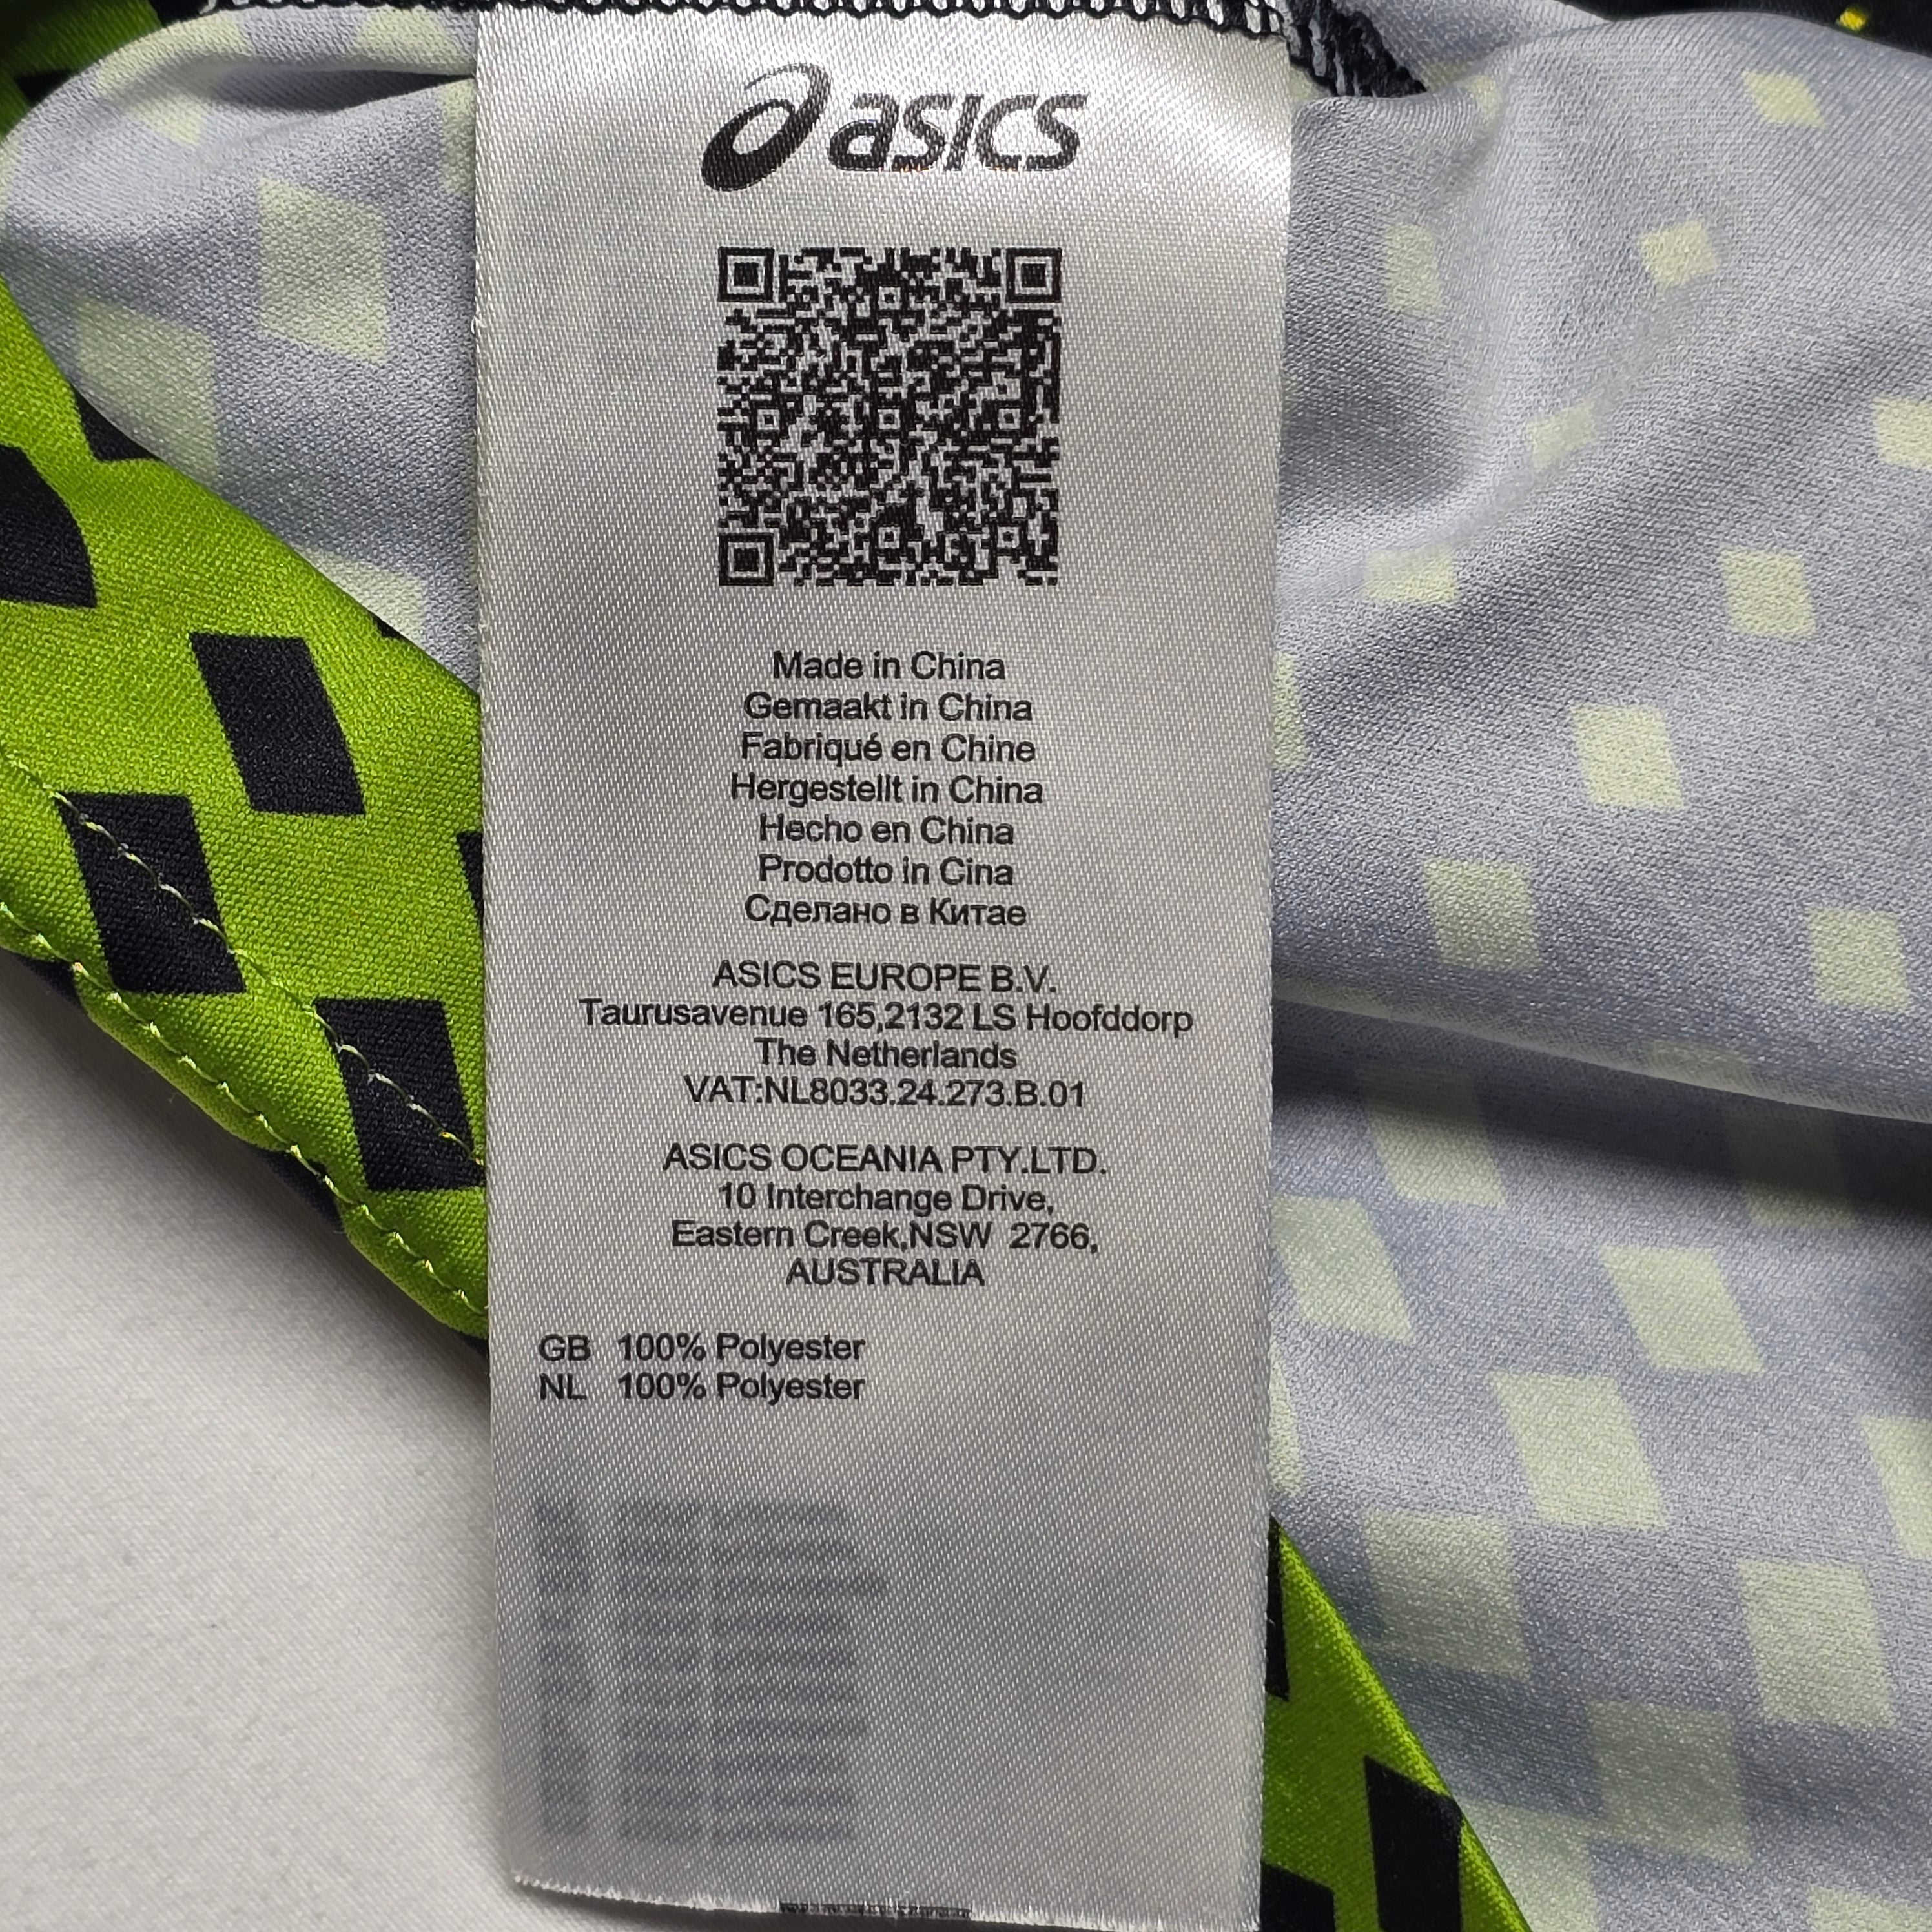 asics
Made in China
Gemaakt in China
Fabriqué en Chine
Hergestellt in China
Hecho en China
Prodotto in Cina
Сделано в Китае
ASICS EUROPE B.V.
Taurusavenue 165,2132 LS Hoofddorp
The Netherlands
VAT:NL8033.24.273.B.01
ASICS OCEANIA PTY.LTD.
10 Interchange Drive,
Eastern Creek,NSW 2766,
AUSTRALIA
GB 100% Polyester
NL 100% Polyester